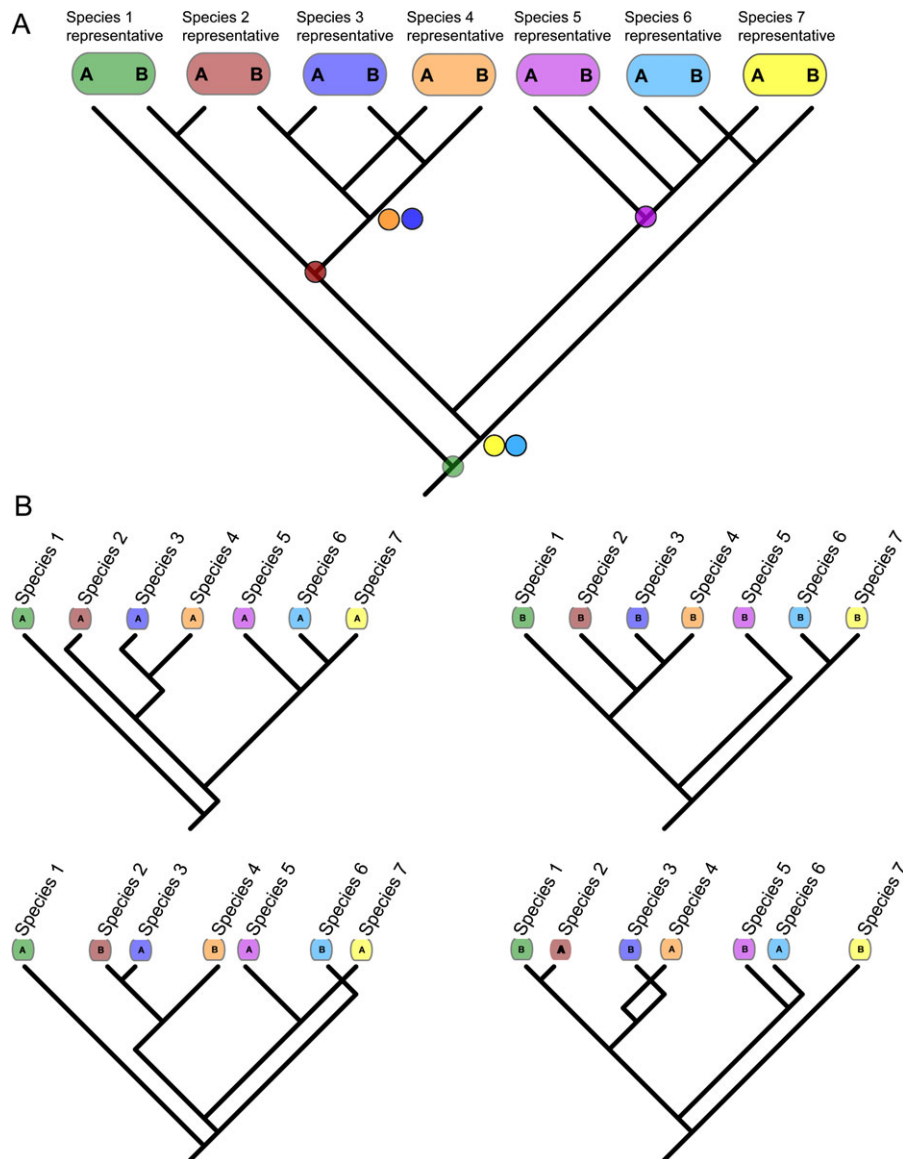 A
Species 1 representative
Species 2 representative
Species 3 representative
Species 4 representative
Species 5 representative
Species 6 representative
Species 7 representative
A B
A B
A B
A B
A B
A B
A B
B
Species 1
Species 2
Species 3
Species 4
Species 5
Species 6
Species 7
A
A
A
A
A
A
A
Species 1
Species 2
Species 3
Species 4
Species 5
Species 6
Species 7
B
B
B
B
B
B
B
Species 1
Species 2
Species 3
Species 4
Species 5
Species 6
Species 7
A
B
A
B
A
B
A
Species 1
Species 2
Species 3
Species 4
Species 5
Species 6
Species 7
B
A
B
A
B
A
B